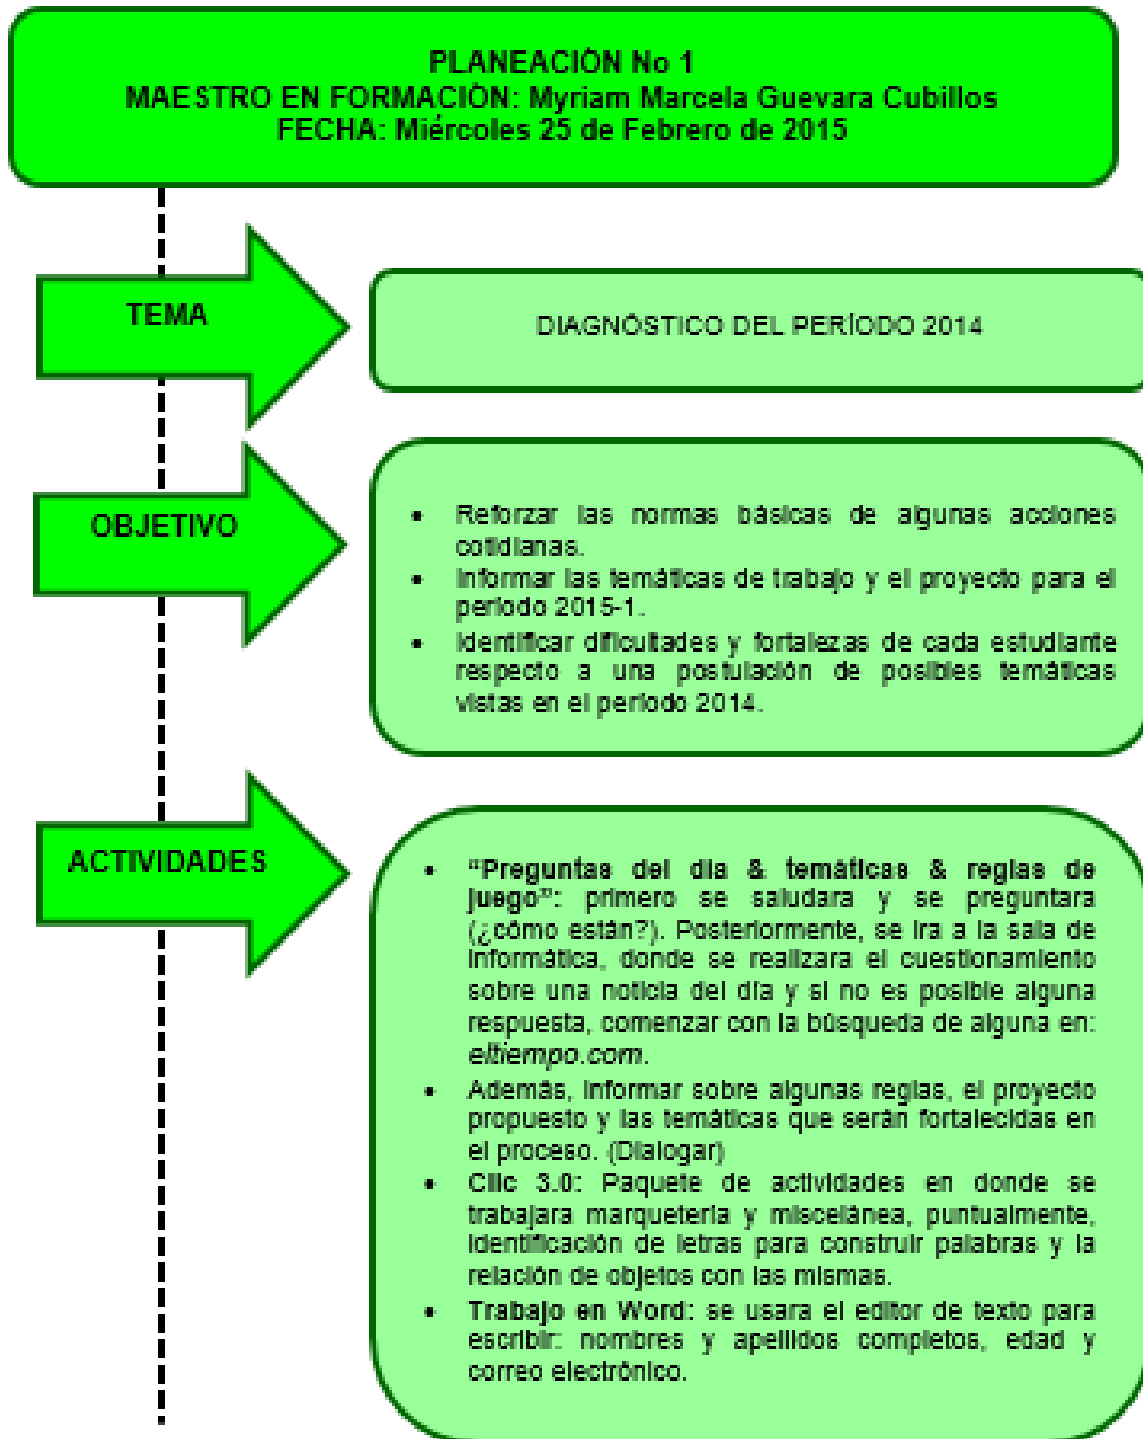 PLANEACIÓN No 1
MAESTRO EN FORMACIÓN: Myriam Marcela Guevara Cubillos
FECHA: Miércoles 25 de Febrero de 2015
TEMA
DIAGNÓSTICO DEL PERÍODO 2014
OBJETIVO
• Reforzar las normas básicas de algunas acciones
cotidianas.
• Informar las temáticas de trabajo y el proyecto para el
período 2015-1.
• Identificar dificultades y fortalezas de cada estudiante
respecto a una postulación de posibles temáticas
vistas en el período 2014.
ACTIVIDADES
• “Preguntas del día & temáticas & reglas de
juego”: primero se saludara y se preguntara
(¿cómo están?). Posteriormente, se ira a la sala de
informática, donde se realizara el cuestionamiento
sobre una noticia del día y si no es posible alguna
respuesta, comenzar con la búsqueda de alguna en:
eltiempo.com.
• Además, informar sobre algunas reglas, el proyecto
propuesto y las temáticas que serán fortalecidas en
el proceso. (Dialogar)
• Clic 3.0: Paquete de actividades en donde se
trabajara marquetería y miscelánea, puntualmente,
identificación de letras para construir palabras y la
relación de objetos con las mismas.
• Trabajo en Word: se usara el editor de texto para
escribir: nombres y apellidos completos, edad y
correo electrónico.